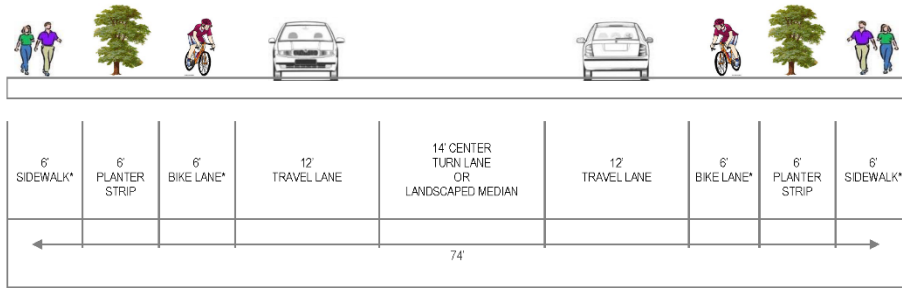 6'
SIDEWALK*
6'
PLANTER
STRIP
6'
BIKE LANE*
12'
TRAVEL LANE
14' CENTER
TURN LANE
OR
LANDSCAPED MEDIAN
12'
TRAVEL LANE
6'
BIKE LANE*
6'
PLANTER
STRIP
6'
SIDEWALK*
74'